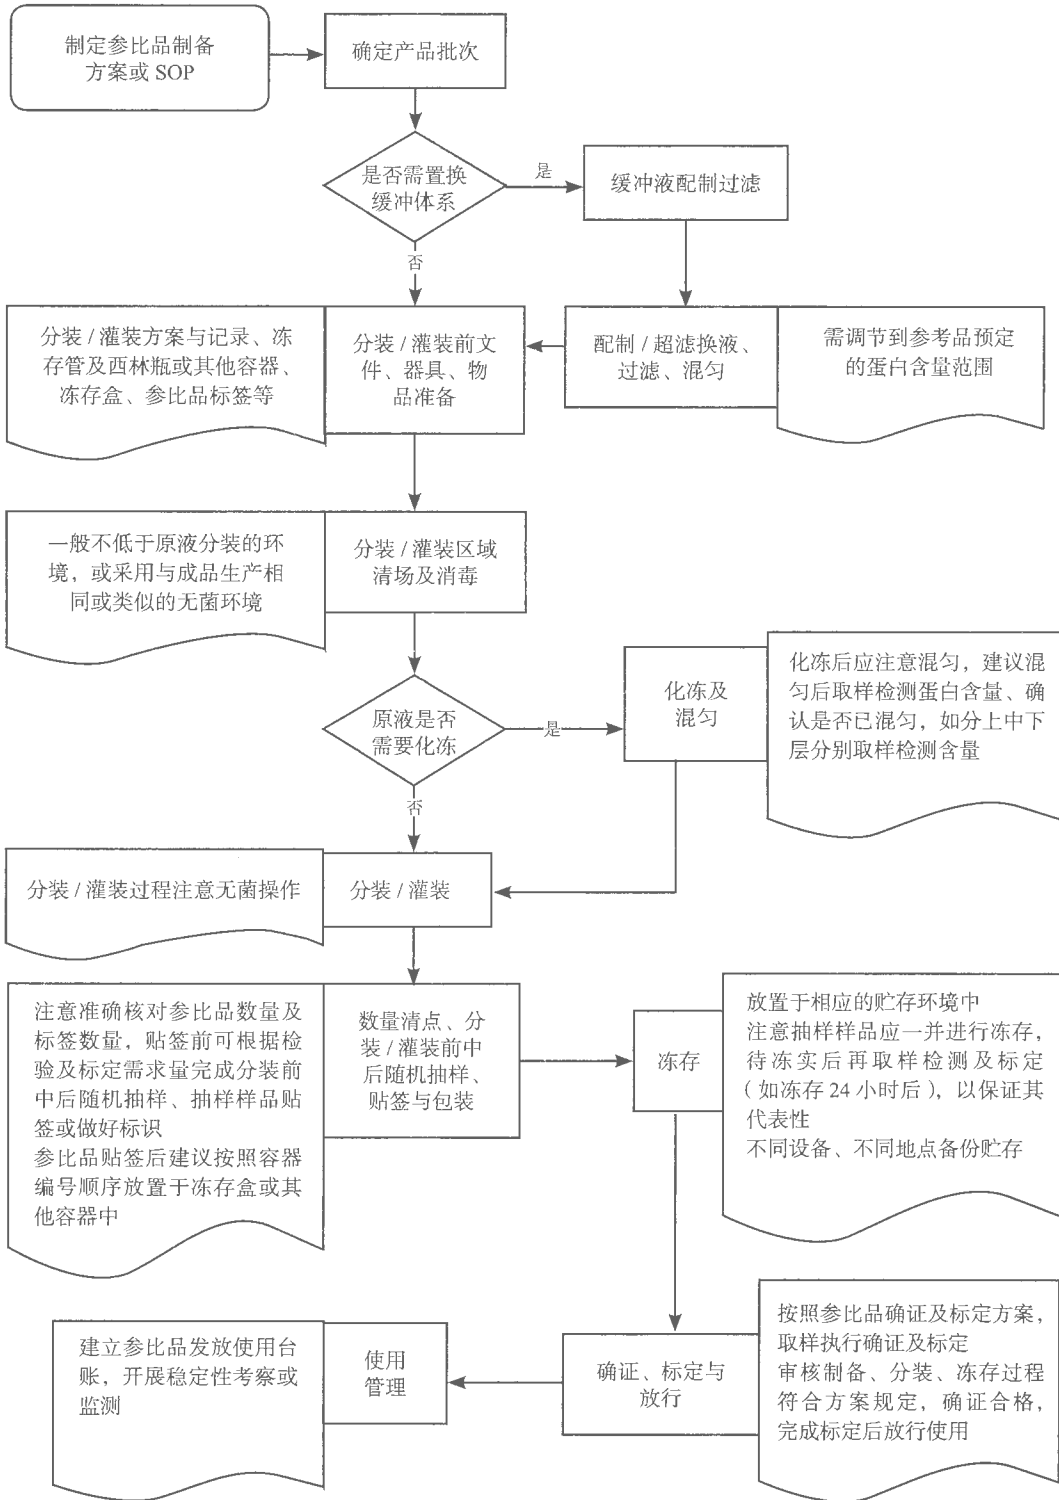 制定参比品制备
方案或 SOP
确定产品批次
是否需置换
缓冲体系
是
缓冲液配制过滤
否
分装 / 灌装方案与记录、冻
存管及西林瓶或其他容器、
冻存盒、参比品标签等
分装 / 灌装前文
件、器具、物
品准备
配制 / 超滤换液、
过滤、混匀
需调节到参考品预定
的蛋白含量范围
一般不低于原液分装的环
境，或采用与成品生产相
同或类似的无菌环境
分装 / 灌装区域
清场及消毒
原液是否
需要化冻
是
化冻及
混匀
化冻后应注意混匀，建议混
匀后取样检测蛋白含量、确
认是否已混匀，如分上中下
层分别取样检测含量
否
分装 / 灌装过程注意无菌操作
分装 / 灌装
注意准确核对参比品数量及
标签数量，贴签前可根据检
验及标定需求量完成分装前
中后随机抽样、抽样样品贴
签或做好标识
参比品贴签后建议按照容器
编号顺序放置于冻存盒或其
他容器中
数量清点、分
装 / 灌装前中
后随机抽样、
贴签与包装
冻存
放置于相应的贮存环境中
注意抽样样品应一并进行冻存，
待冻实后再取样检测及标定
（如冻存 24 小时后），以保证其
代表性
不同设备、不同地点备份贮存
建立参比品发放使用台
账，开展稳定性考察或
监测
使用
管理
确证、标定与
放行
按照参比品确证及标定方案，
取样执行确证及标定
审核制备、分装、冻存过程
符合方案规定，确证合格，
完成标定后放行使用